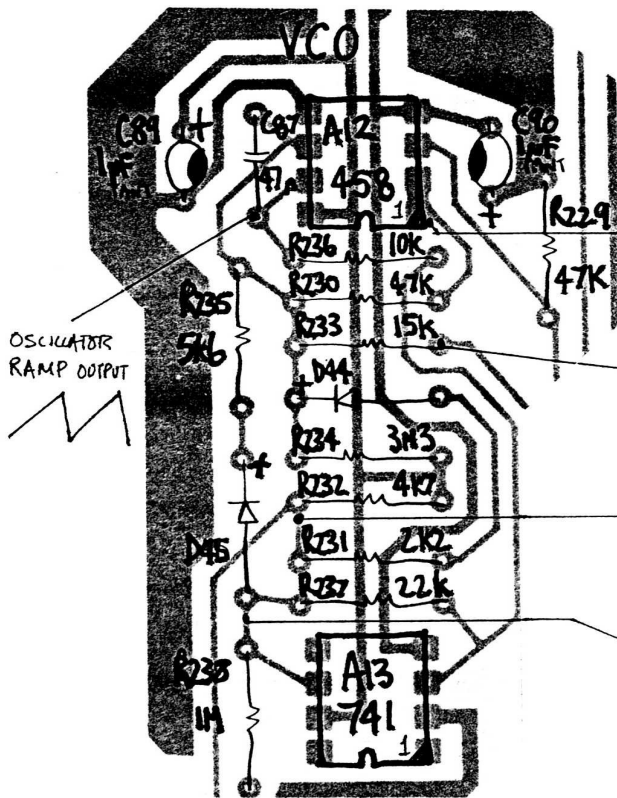 VCO
C89 +
1µF
C87
47
A12
458
1
C90
1µF
+
R229
47K
R236 10K
R230 47K
R235
5k6
R233 15K
OSCILLATOR
RAMP OUTPUT
+ D44
R234 3M3
+
R232 4K7
D45
R231 2K2
R237 22K
R238
1M
A13
741
1